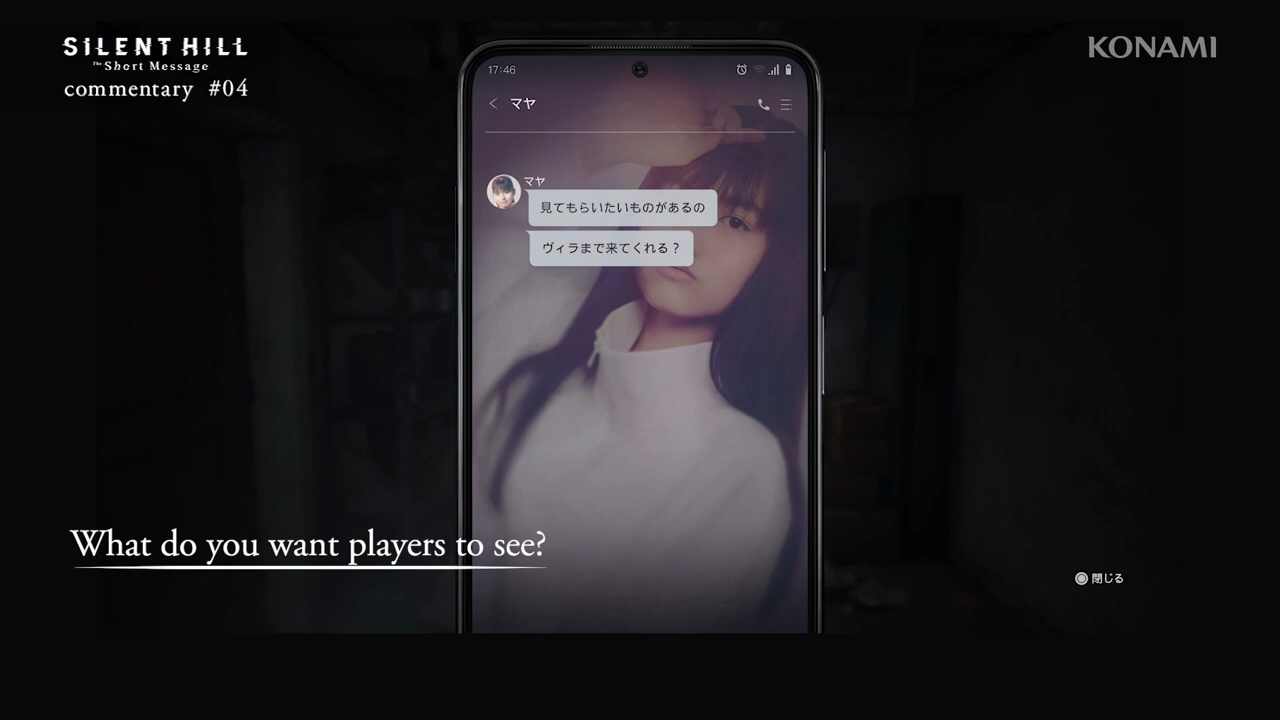 SILENT HILL
The Short Message
commentary #04
KONAMI
17:46
マヤ
マヤ
見てもらいたいものがあるの
ヴィラまで来てくれる？
What do you want players to see?
閉じる